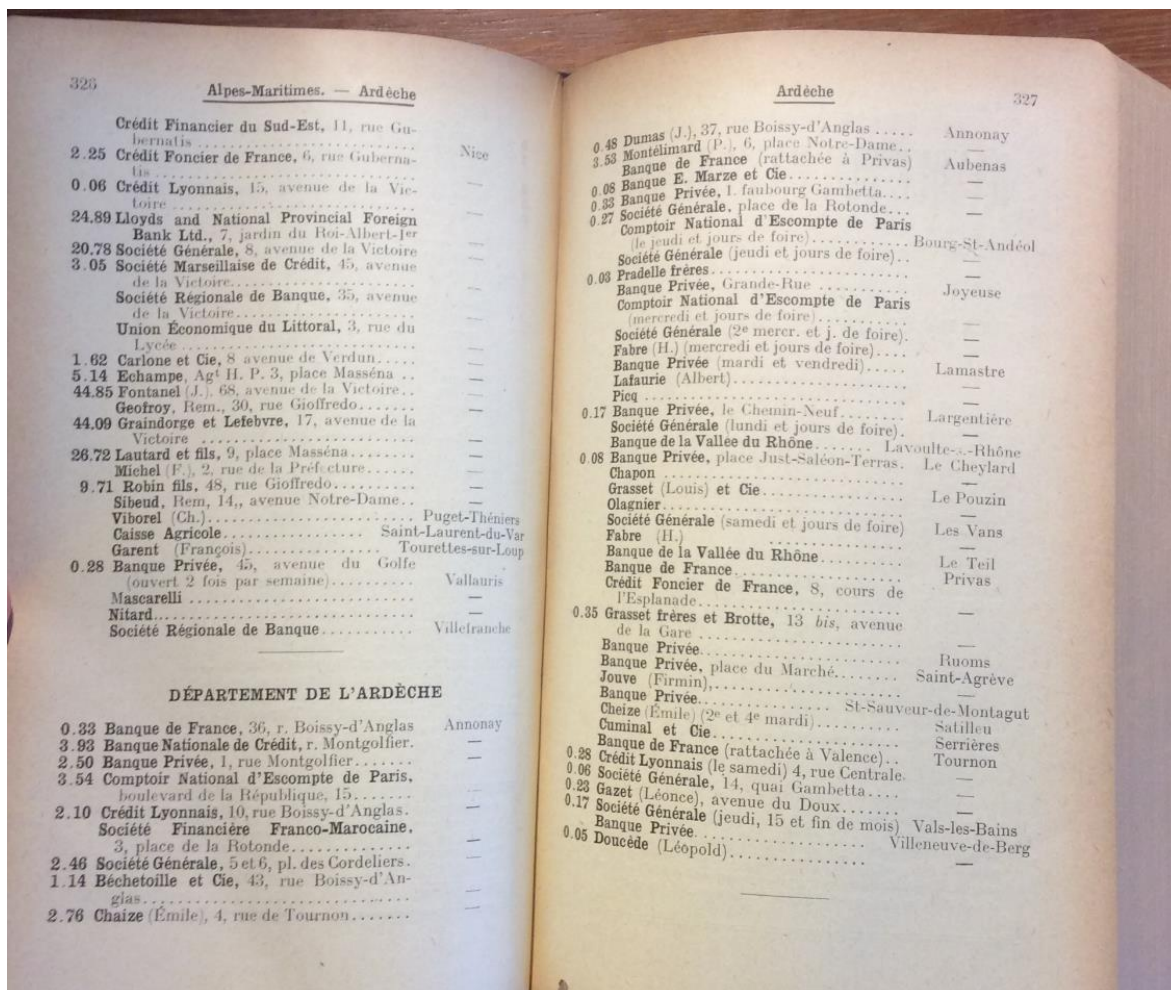 326
Alpes-Maritimes. — Ardèche
Crédit Financier du Sud-Est, 11, rue Gu-
bernatis ........................ Nice
2.25 Crédit Foncier de France, 6, rue Guberna-
tis ........................ —
0.06 Crédit Lyonnais, 15, avenue de la Vic-
toire ........................ —
24.89 Lloyds and National Provincial Foreign
Bank Ltd., 7, jardin du Roi-Albert-Ier —
20.78 Société Générale, 8, avenue de la Victoire —
3.05 Société Marseillaise de Crédit, 45, avenue
de la Victoire........................ —
Société Régionale de Banque, 35, avenue
de la Victoire........................ —
Union Économique du Littoral, 3, rue du
Lycée ........................ —
1.62 Carlone et Cie, 8 avenue de Verdun..... —
5.14 Echampe, Agt H. P. 3, place Masséna .. —
44.85 Fontanel (J.), 68, avenue de la Victoire.. —
Geofroy, Rem., 30, rue Gioffredo....... —
44.09 Graindorge et Lefebvre, 17, avenue de la
Victoire ........................ —
26.72 Lautard et fils, 9, place Masséna....... —
Michel (F.), 2, rue de la Préfecture...... —
9.71 Robin fils, 48, rue Gioffredo.......... —
Sibeud, Rem, 14,, avenue Notre-Dame.. —
Viborel (Ch.)........................ Puget-Théniers
Caisse Agricole................ Saint-Laurent-du-Var
Garent (François).............. Tourettes-sur-Loup
0.28 Banque Privée, 45, avenue du Golfe
(ouvert 2 fois par semaine)........... Vallauris
Mascarelli ........................ —
Nitard........................ —
Société Régionale de Banque........... Villefranche
DÉPARTEMENT DE L'ARDÈCHE
0.33 Banque de France, 36, r. Boissy-d'Anglas Annonay
3.93 Banque Nationale de Crédit, r. Montgolfier. —
2.50 Banque Privée, 1, rue Montgolfier....... —
3.54 Comptoir National d'Escompte de Paris,
boulevard de la République, 15....... —
2.10 Crédit Lyonnais, 10, rue Boissy-d'Anglas. —
Société Financière Franco-Marocaine,
3, place de la Rotonde.............. —
2.46 Société Générale, 5 et 6, pl. des Cordeliers. —
1.14 Béchetoille et Cie, 43, rue Boissy-d'An-
glas........................ —
2.76 Chaize (Émile), 4, rue de Tournon....... —
Ardèche
327
0.48 Dumas (J.), 37, rue Boissy-d'Anglas ..... Annonay
3.53 Montélimard (P.), 6, place Notre-Dame.. —
Banque de France (rattachée à Privas) Aubenas
0.08 Banque E. Marze et Cie............... —
0.33 Banque Privée, 1. faubourg Gambetta.... —
0.27 Société Générale, place de la Rotonde... —
Comptoir National d'Escompte de Paris
(le jeudi et jours de foire)............ Bourg-St-Andéol
Société Générale (jeudi et jours de foire).. —
0.03 Pradelle frères........................ —
Banque Privée, Grande-Rue ........... Joyeuse
Comptoir National d'Escompte de Paris
(mercredi et jours de foire)........... —
Société Générale (2e mercr. et j. de foire). —
Fabre (H.) (mercredi et jours de foire).... —
Banque Privée (mardi et vendredi)..... Lamastre
Lafaurie (Albert)........................ —
Picq ........................ —
0.17 Banque Privée, le Chemin-Neuf........ Largentière
Société Générale (lundi et jours de foire). —
Banque de la Vallée du Rhône...... Lavoulte-s.-Rhône
0.08 Banque Privée, place Just-Saléon-Terras. Le Cheylard
Chapon ........................ —
Grasset (Louis) et Cie.................. Le Pouzin
Olagnier........................ —
Société Générale (samedi et jours de foire) Les Vans
Fabre (H.) .................. —
Banque de la Vallée du Rhône.......... Le Teil
Banque de France..................... Privas
Crédit Foncier de France, 8, cours de
l'Esplanade........................ —
0.35 Grasset frères et Brotte, 13 bis, avenue
de la Gare ........................ —
Banque Privée........................ Ruoms
Banque Privée, place du Marché........ Saint-Agrève
Jouve (Firmin),........................ —
Banque Privée.................. St-Sauveur-de-Montagut
Cheize (Émile) (2e et 4e mardi)......... Satilleu
Cuminal et Cie........................ Serrières
Banque de France (rattachée à Valence).. Tournon
0.28 Crédit Lyonnais (le samedi) 4, rue Centrale. —
0.06 Société Générale, 14, quai Gambetta.... —
0.23 Gazet (Léonce), avenue du Doux....... —
0.17 Société Générale (jeudi, 15 et fin de mois) Vals-les-Bains
Banque Privée.................. Villeneuve-de-Berg
0.05 Doucède (Léopold)................... —